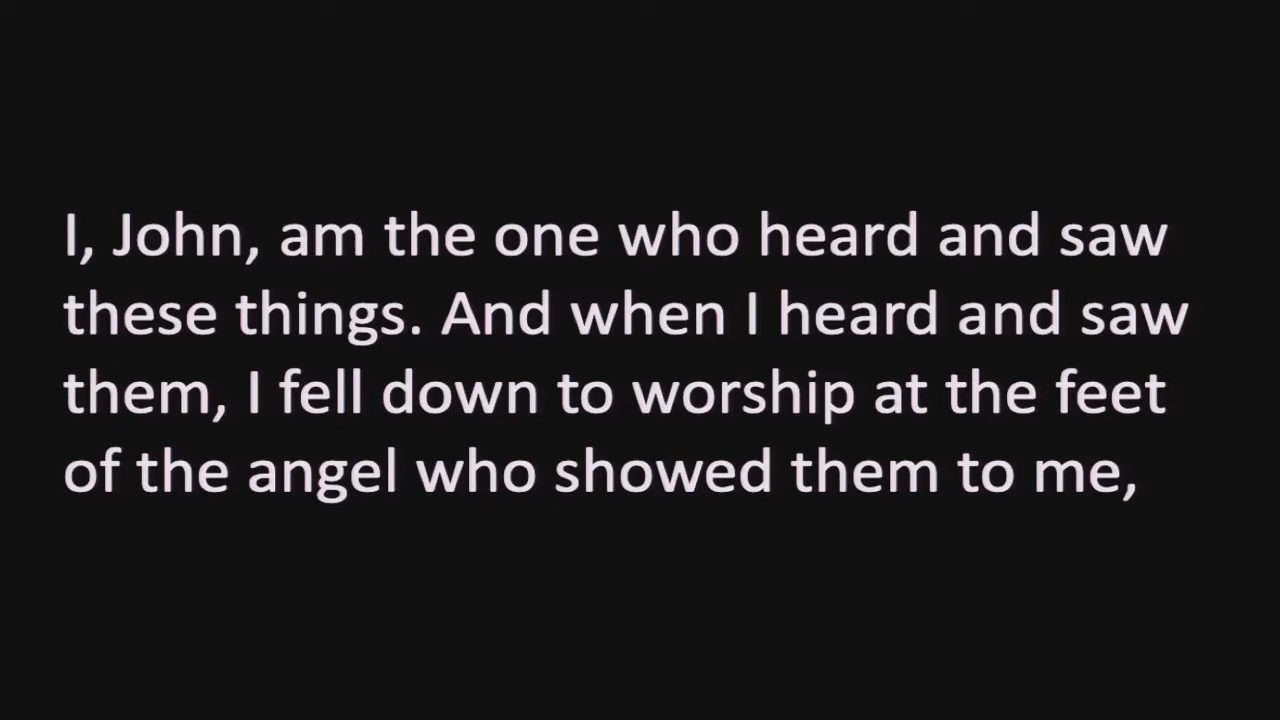 I, John, am the one who heard and saw
these things. And when I heard and saw
them, I fell down to worship at the feet
of the angel who showed them to me,